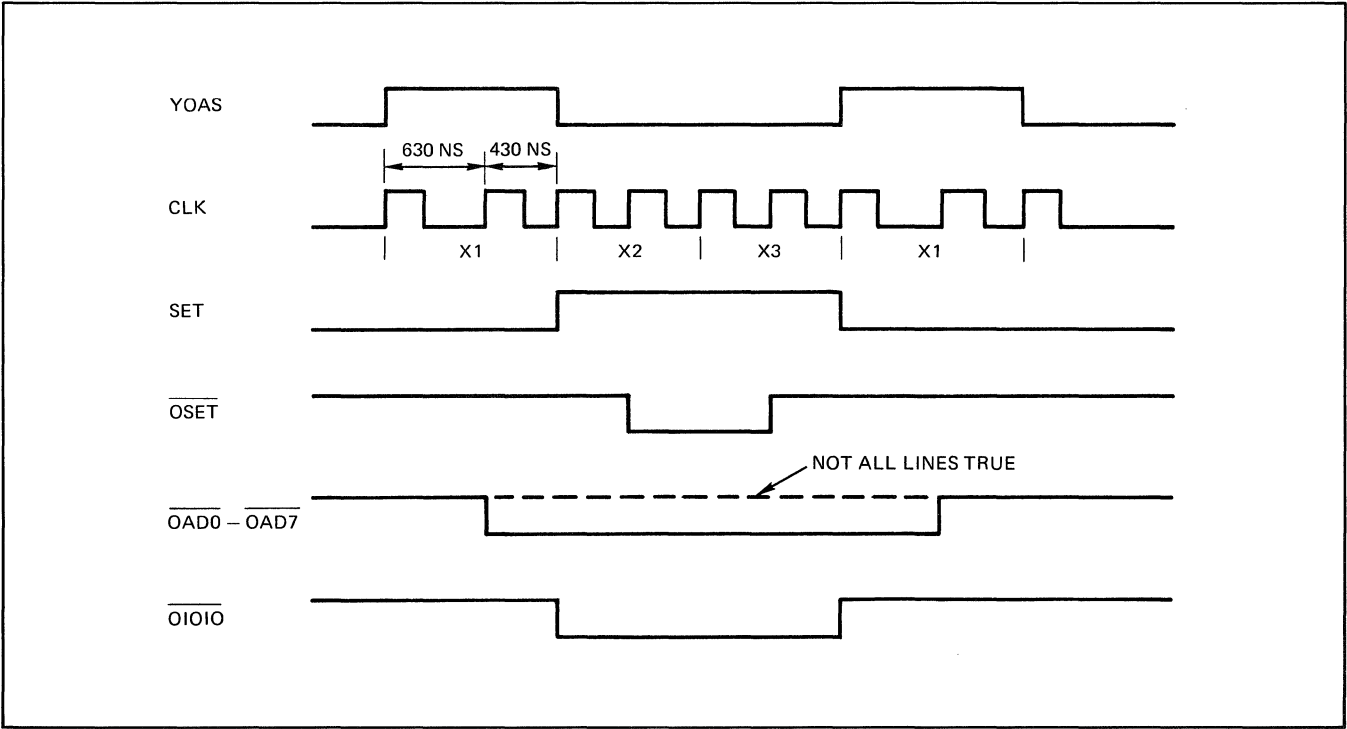 YOAS
630 NS 430 NS
CLK
X1 X2 X3 X1
SET
OSET
NOT ALL LINES TRUE
OAD0 – OAD7
OIOIO